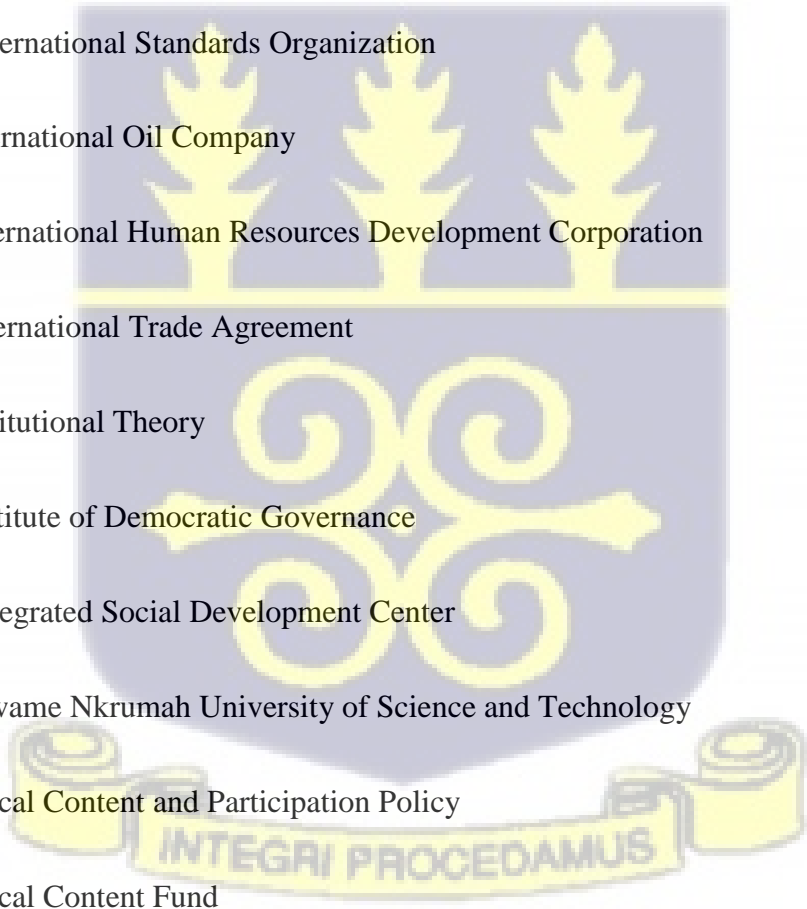 ernational Standards Organization
rnational Oil Company
ernational Human Resources Development Corporation
ernational Trade Agreement
titutional Theory
titute of Democratic Governance
egrated Social Development Center
wame Nkrumah University of Science and Technology
cal Content and Participation Policy
INTEGRI PROCEDAMUS
cal Content Fund